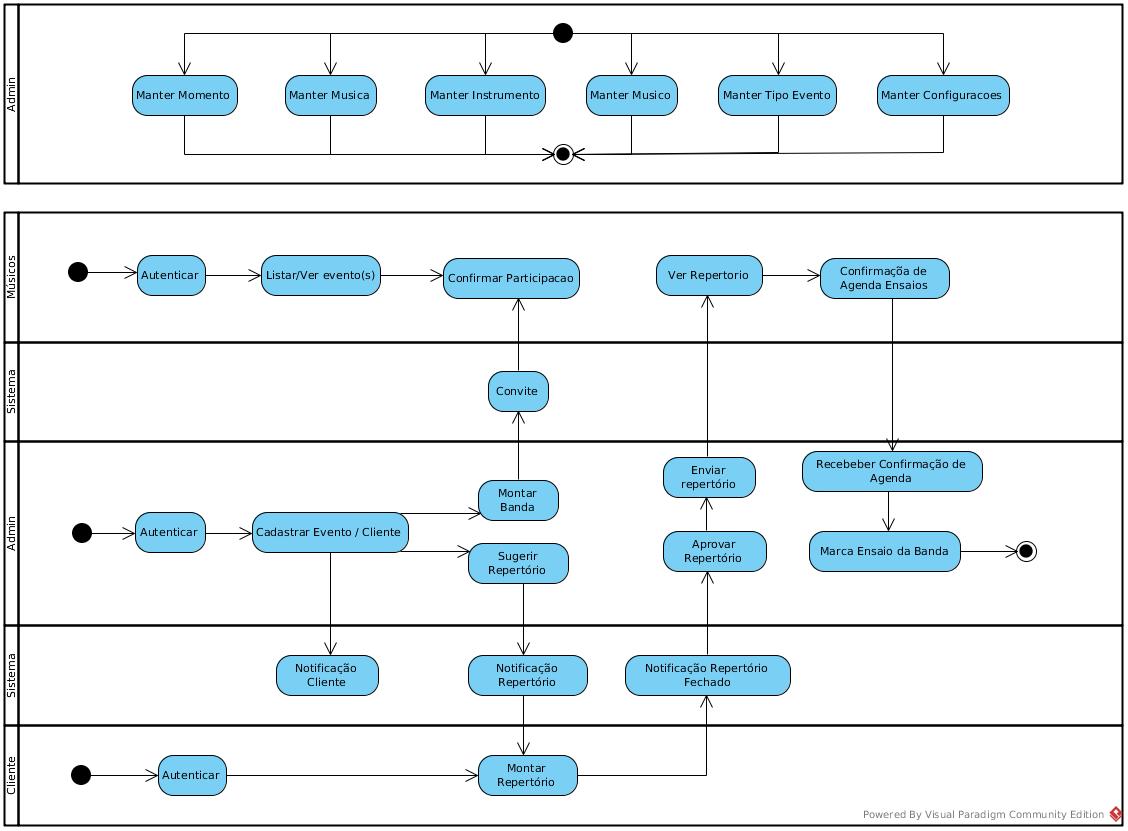 Admin
Manter Momento
Manter Musica
Manter Instrumento
Manter Musico
Manter Tipo Evento
Manter Configuracoes
Músicos
Autenticar
Listar/Ver evento(s)
Confirmar Participacao
Ver Repertorio
Confirmaçõa de
Agenda Ensaios
Sistema
Convite
Admin
Autenticar
Cadastrar Evento / Cliente
Montar
Banda
Sugerir
Repertório
Enviar
repertório
Aprovar
Repertório
Recebeber Confirmação de
Agenda
Marca Ensaio da Banda
Sistema
Notificação
Cliente
Notificação
Repertório
Notificação Repertório
Fechado
Cliente
Autenticar
Montar
Repertório
Powered By Visual Paradigm Community Edition